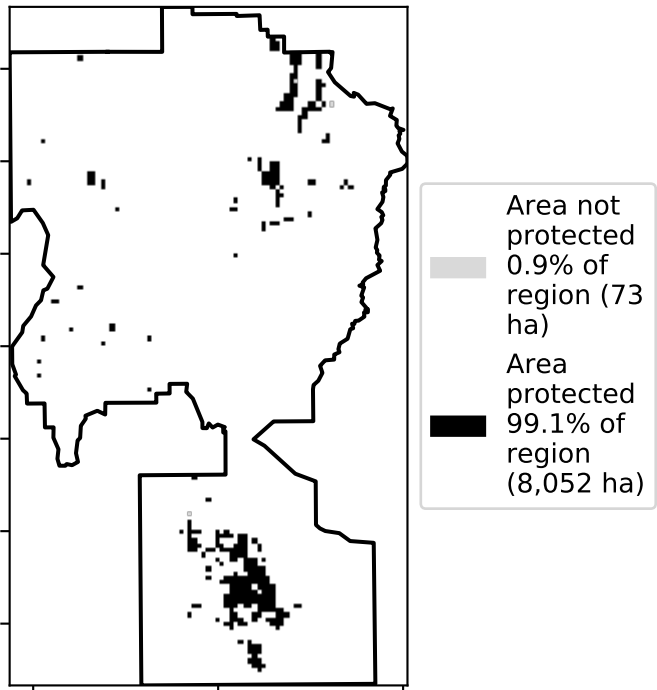 Area not
protected
0.9% of
region (73
ha)
Area
protected
99.1% of
region
(8,052 ha)